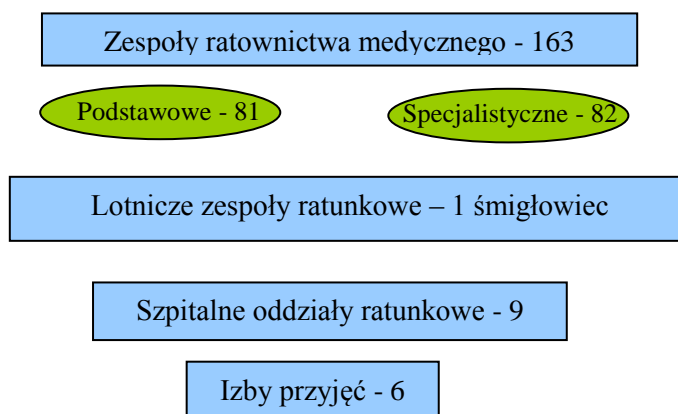 Zespoły ratownictwa medycznego - 163
Podstawowe - 81
Specjalistyczne - 82
Lotnicze zespoły ratunkowe – 1 śmigłowiec
Szpitalne oddziały ratunkowe - 9
Izby przyjęć - 6